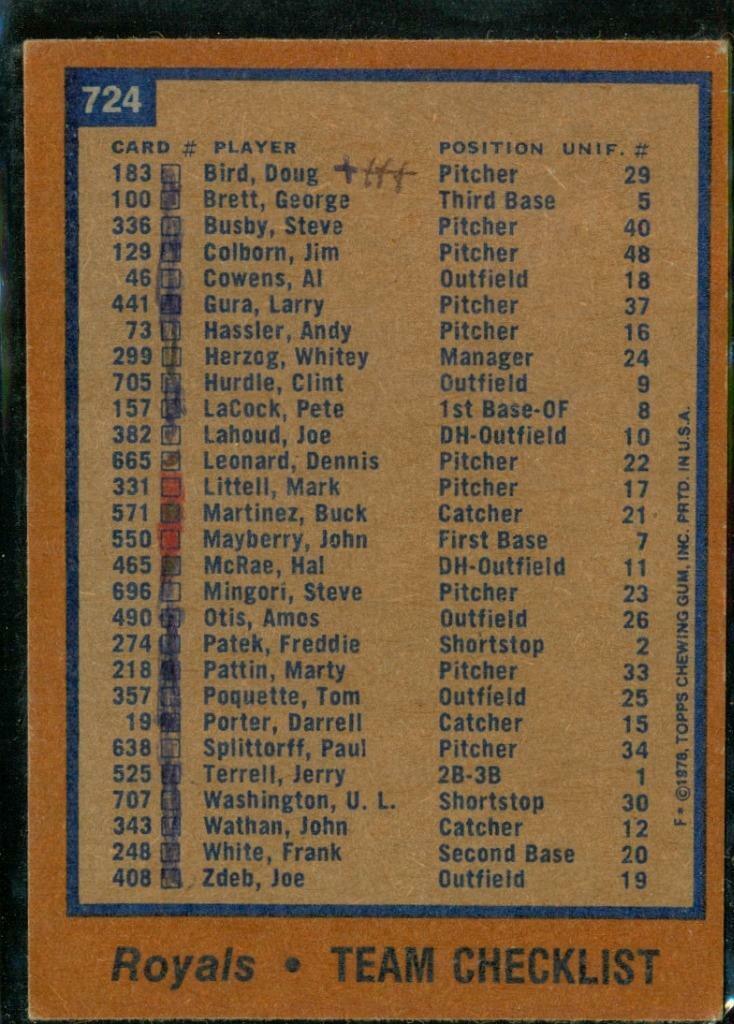 724
CARD # PLAYER POSITION UNIF. #
183 Bird, Doug Pitcher 29
100 Brett, George Third Base 5
336 Busby, Steve Pitcher 40
129 Colborn, Jim Pitcher 48
46 Cowens, Al Outfield 18
441 Gura, Larry Pitcher 37
73 Hassler, Andy Pitcher 16
299 Herzog, Whitey Manager 24
705 Hurdle, Clint Outfield 9
157 LaCock, Pete 1st Base-OF 8
382 Lahoud, Joe DH-Outfield 10
665 Leonard, Dennis Pitcher 22
331 Littell, Mark Pitcher 17
571 Martinez, Buck Catcher 21
550 Mayberry, John First Base 7
465 McRae, Hal DH-Outfield 11
696 Mingori, Steve Pitcher 23
490 Otis, Amos Outfield 26
274 Patek, Freddie Shortstop 2
218 Pattin, Marty Pitcher 33
357 Poquette, Tom Outfield 25
19 Porter, Darrell Catcher 15
638 Splittorff, Paul Pitcher 34
525 Terrell, Jerry 2B-3B 1
707 Washington, U. L. Shortstop 30
343 Wathan, John Catcher 12
248 White, Frank Second Base 20
408 Zdeb, Joe Outfield 19
F* ©1978, TOPPS CHEWING GUM, INC. PRTD. IN U.S.A.
Royals • TEAM CHECKLIST